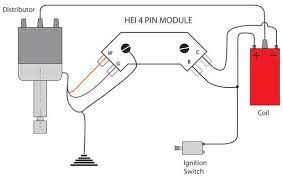 Distributor
HEI 4 PIN MODULE
W
G
C
B
+
-
Coil
Ignition
Switch